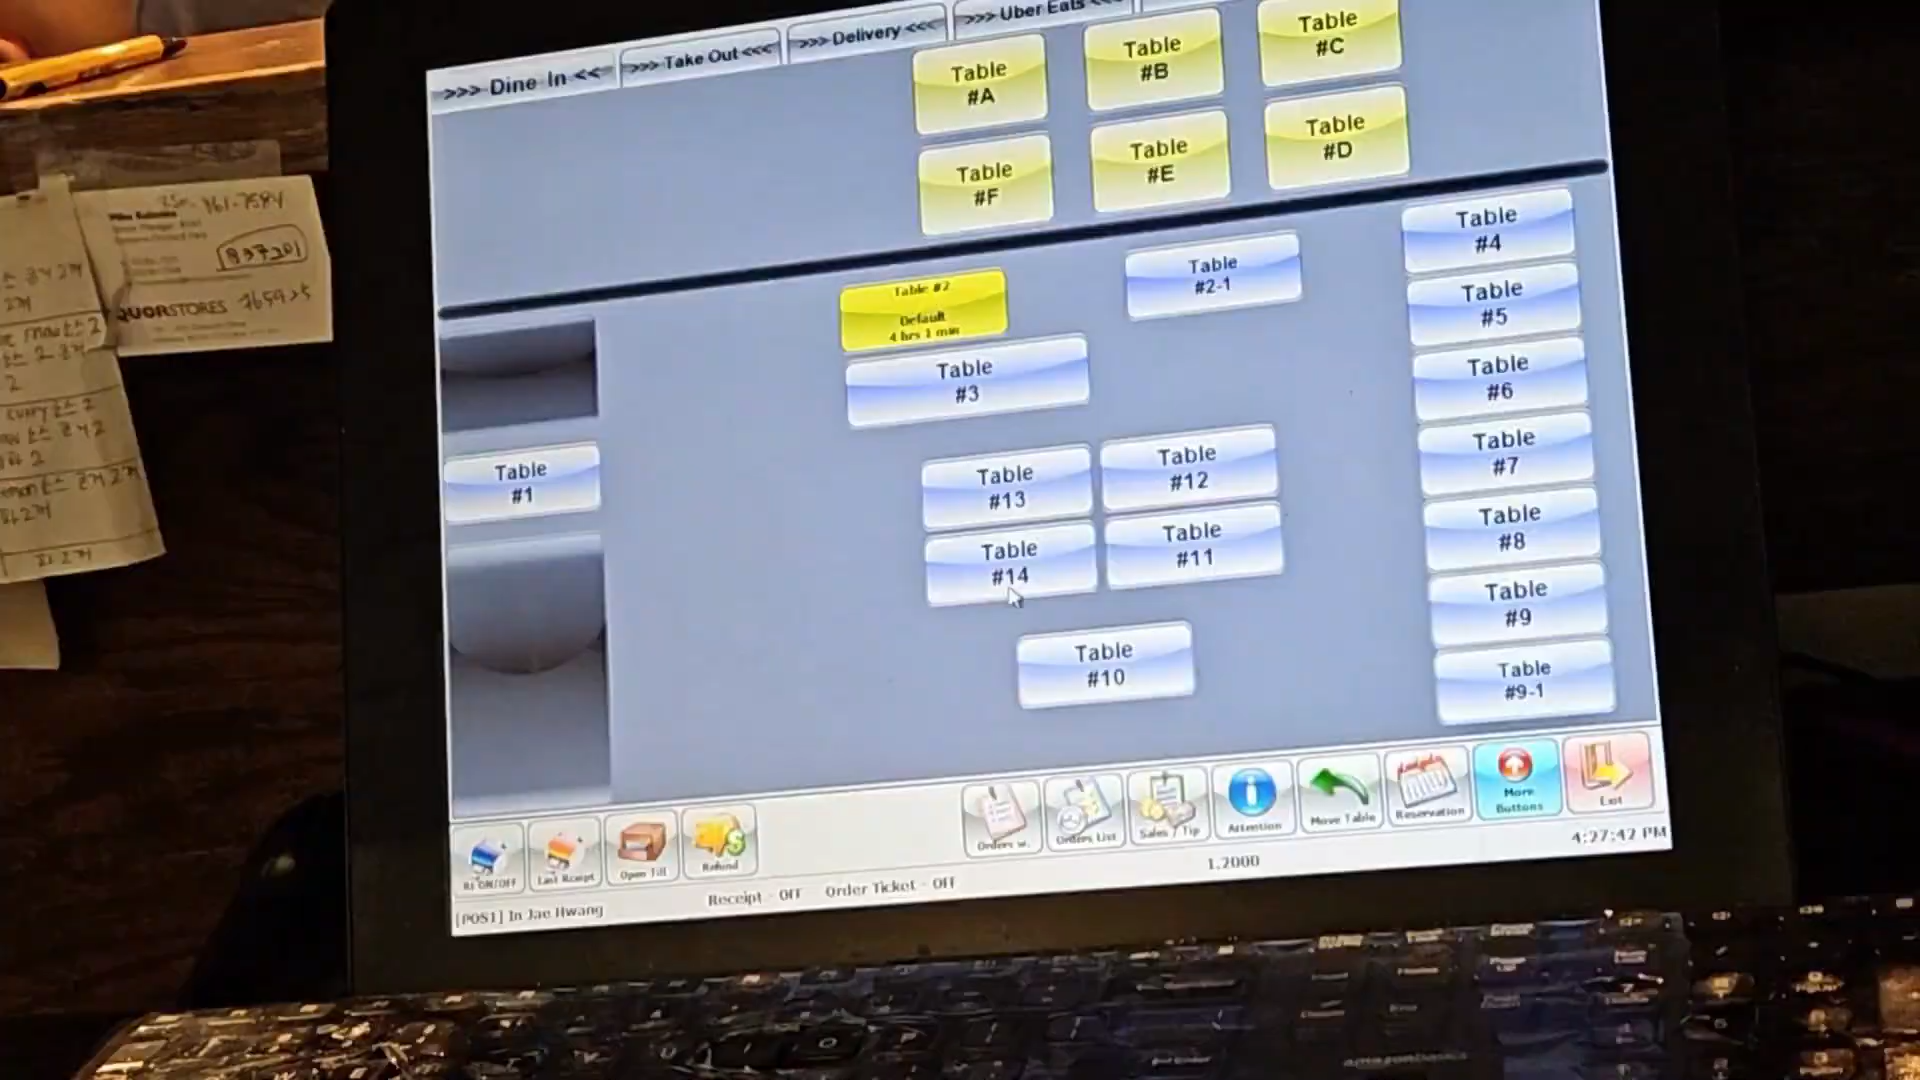 >>> Dine In <<
>>> Take Out <<<
>>> Delivery <<<
>>> Uber Eats <<<
Table
#A
Table
#B
Table
#C
Table
#F
Table
#E
Table
#D
Table #2
Default
4 hrs 1 min
Table
#2-1
Table
#4
Table
#3
Table
#5
Table
#6
Table
#1
Table
#13
Table
#12
Table
#7
Table
#14
Table
#11
Table
#8
Table
#9
Table
#10
Table
#9-1
Orders List
Sales / Tip
Attention
Move Table
Reservation
More
Buttons
Exit
Last Receipt
Open Till
Refund
4:27:42 PM
1.2000
Receipt - Off
Order Ticket - Off
[POS1] In Jae Hwang
761-7584
837201
QUORSTORES